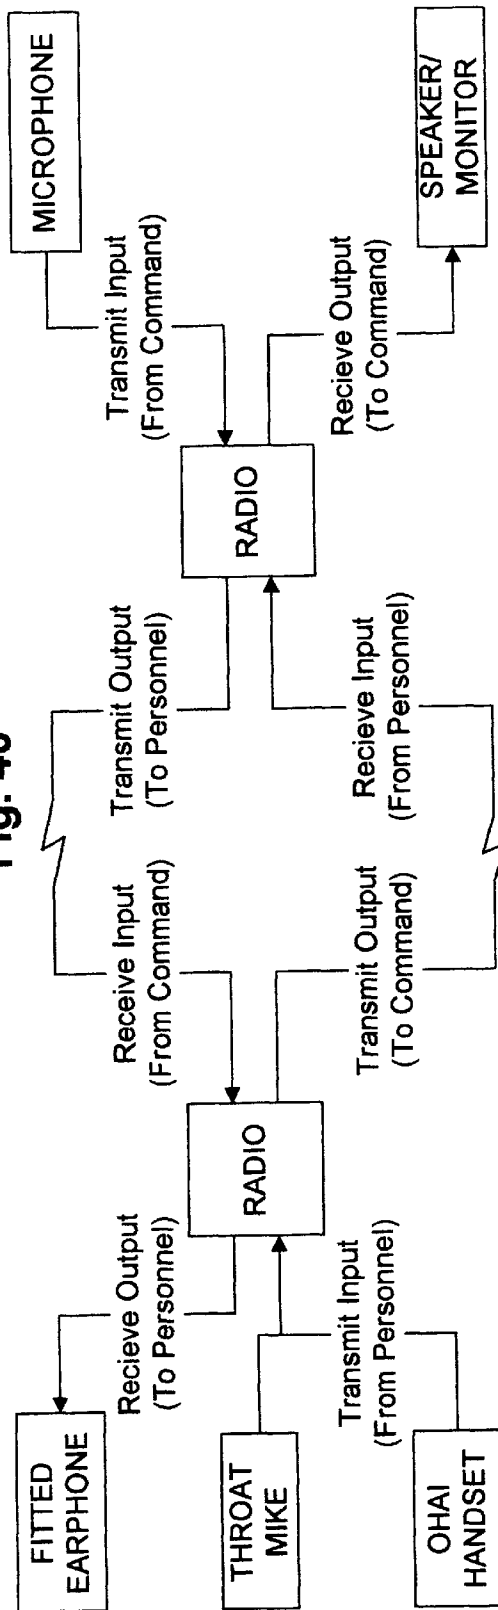 Fig.
FITTED
EARPHONE
Recieve Output
(To Personnel)
Receive Input
(From Command)
Transmit Output
(To Personnel)
Transmit Input
(From Command)
MICROPHONE
THROAT
MIKE
RADIO
RADIO
Transmit Input
(From Personnel)
Transmit Output
(To Command)
Recieve Input
(From Personnel)
Recieve Output
(To Command)
OHAI
HANDSET
SPEAKER/
MONITOR